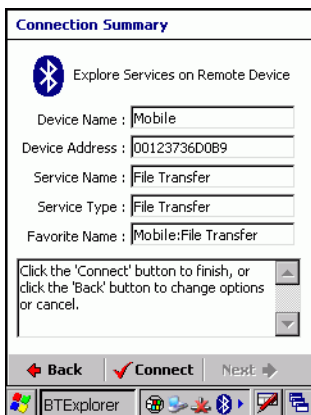 Connection Summary
Explore Services on Remote Device
Device Name : Mobile
Device Address : 00123736D0B9
Service Name : File Transfer
Service Type : File Transfer
Favorite Name : Mobile:File Transfer
Click the 'Connect' button to finish, or
click the 'Back' button to change options
or cancel.
Back Connect Next
BTExplorer